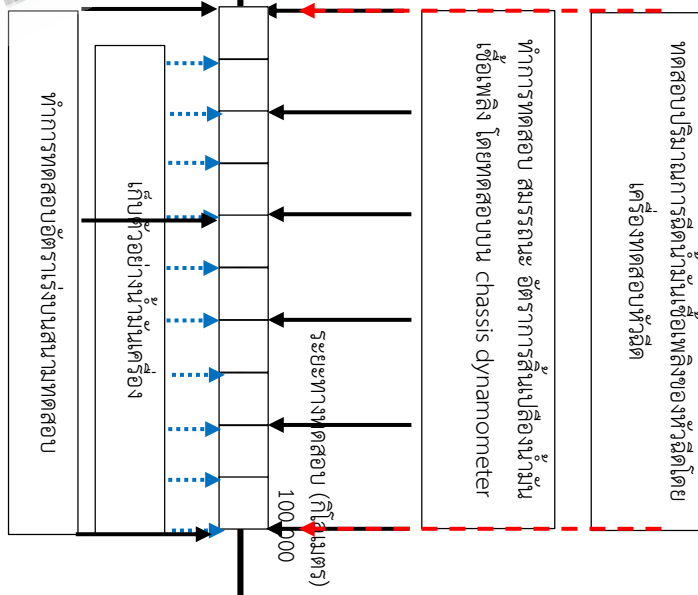 ทดสอบปริมาณการฉีดน้ำมันเชื้อเพลิงของหัวฉีดโดย
เครื่องทดสอบหัวฉีด
ทำการทดสอบ สมรรถนะ อัตราการสิ้นเปลืองน้ำมัน
เชื้อเพลิง โดยทดสอบบน chassis dynamometer
ระยะทางทดสอบ (กิโลเมตร)
100,000
เก็บตัวอย่างน้ำมันเครื่อง
ทำการทดสอบอัตราเร่งบนสนามทดสอบ